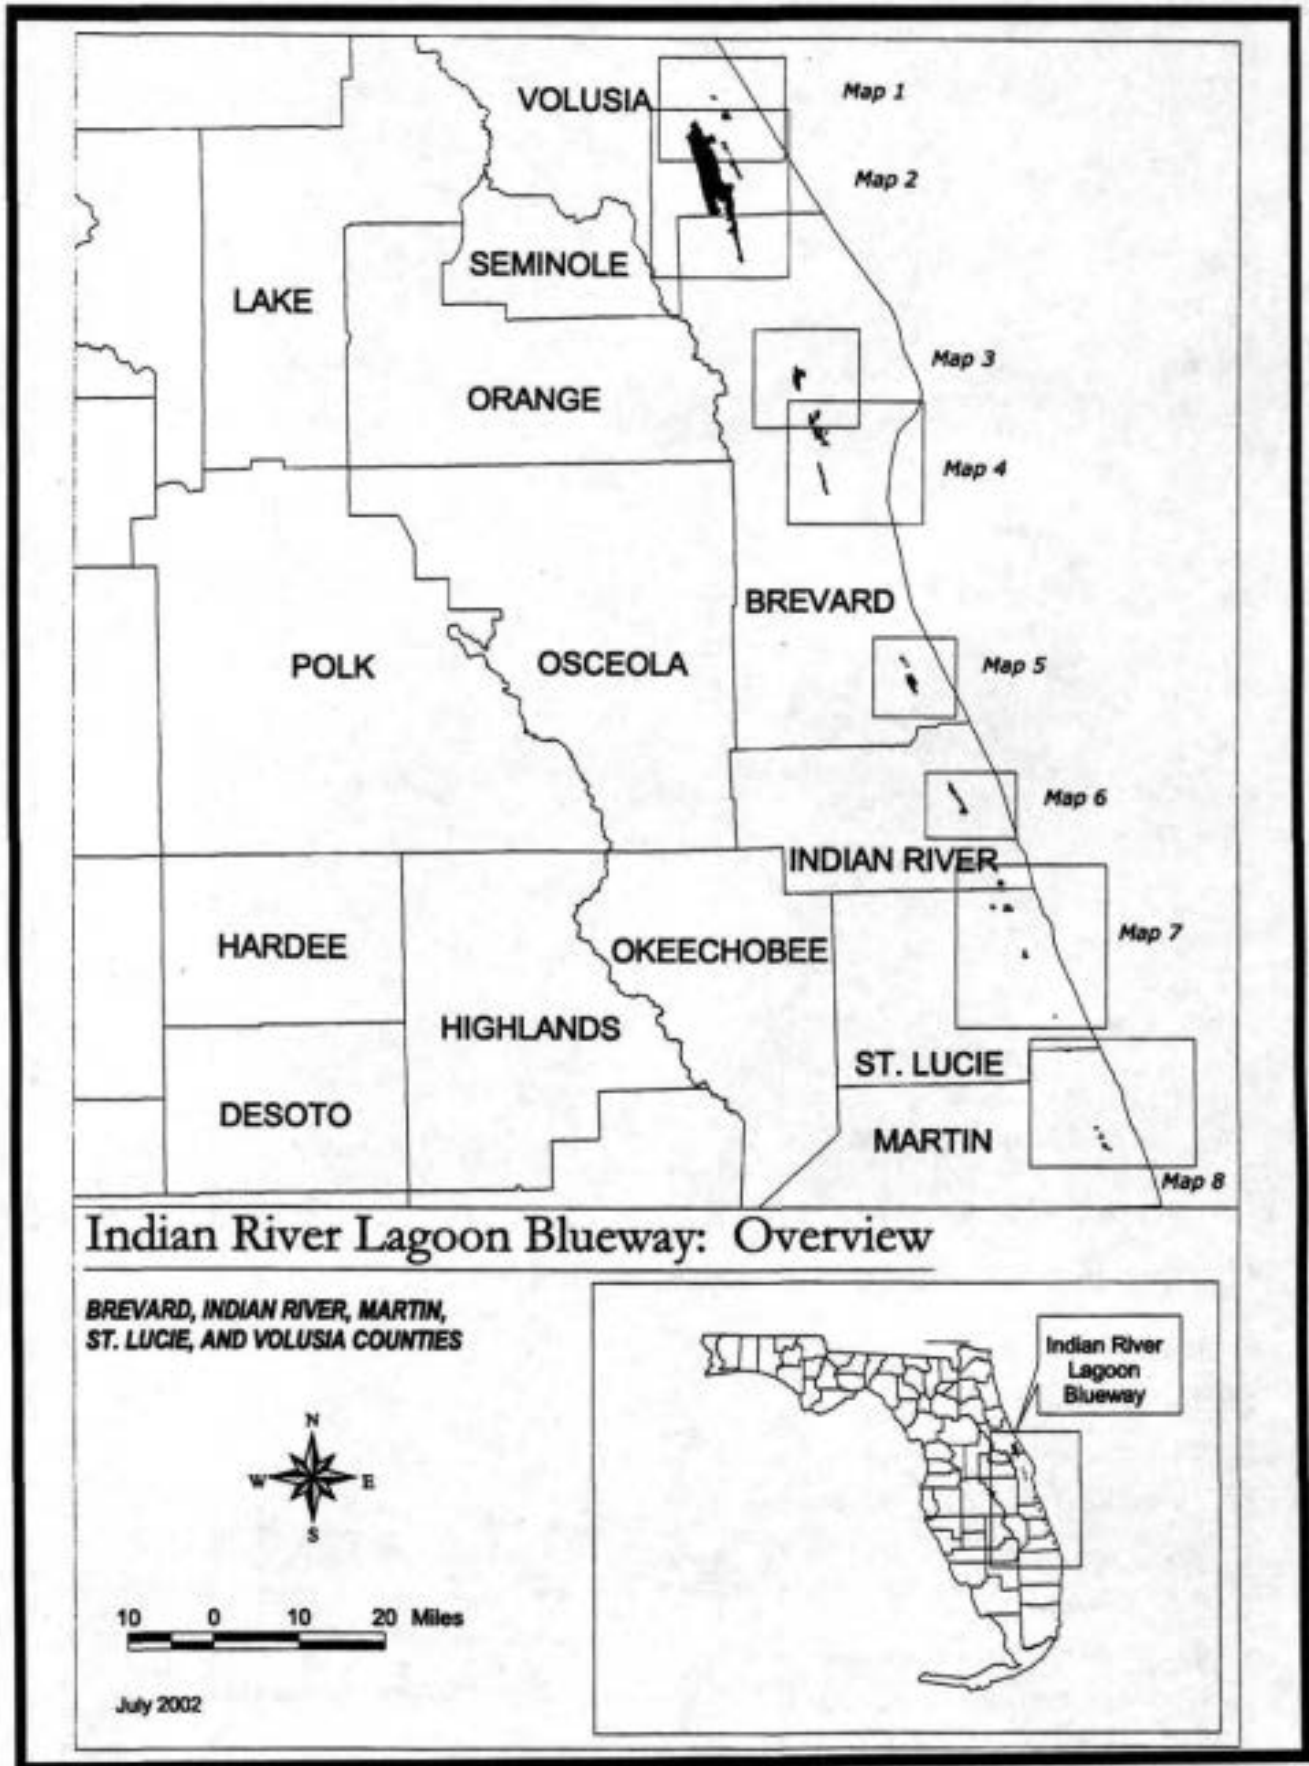 VOLUSIA
Map 1
Map 2
SEMINOLE
LAKE
Map 3
ORANGE
Map 4
BREVARD
POLK
OSCEOLA
Map 5
Map 6
INDIAN RIVER
HARDEE
OKEECHOBEE
Map 7
HIGHLANDS
ST. LUCIE
DESOTO
MARTIN
Map 8
Indian River Lagoon Blueway: Overview
BREVARD, INDIAN RIVER, MARTIN,
ST. LUCIE, AND VOLUSIA COUNTIES
Indian River
Lagoon
Blueway
N
W E
S
10 0 10 20 Miles
July 2002